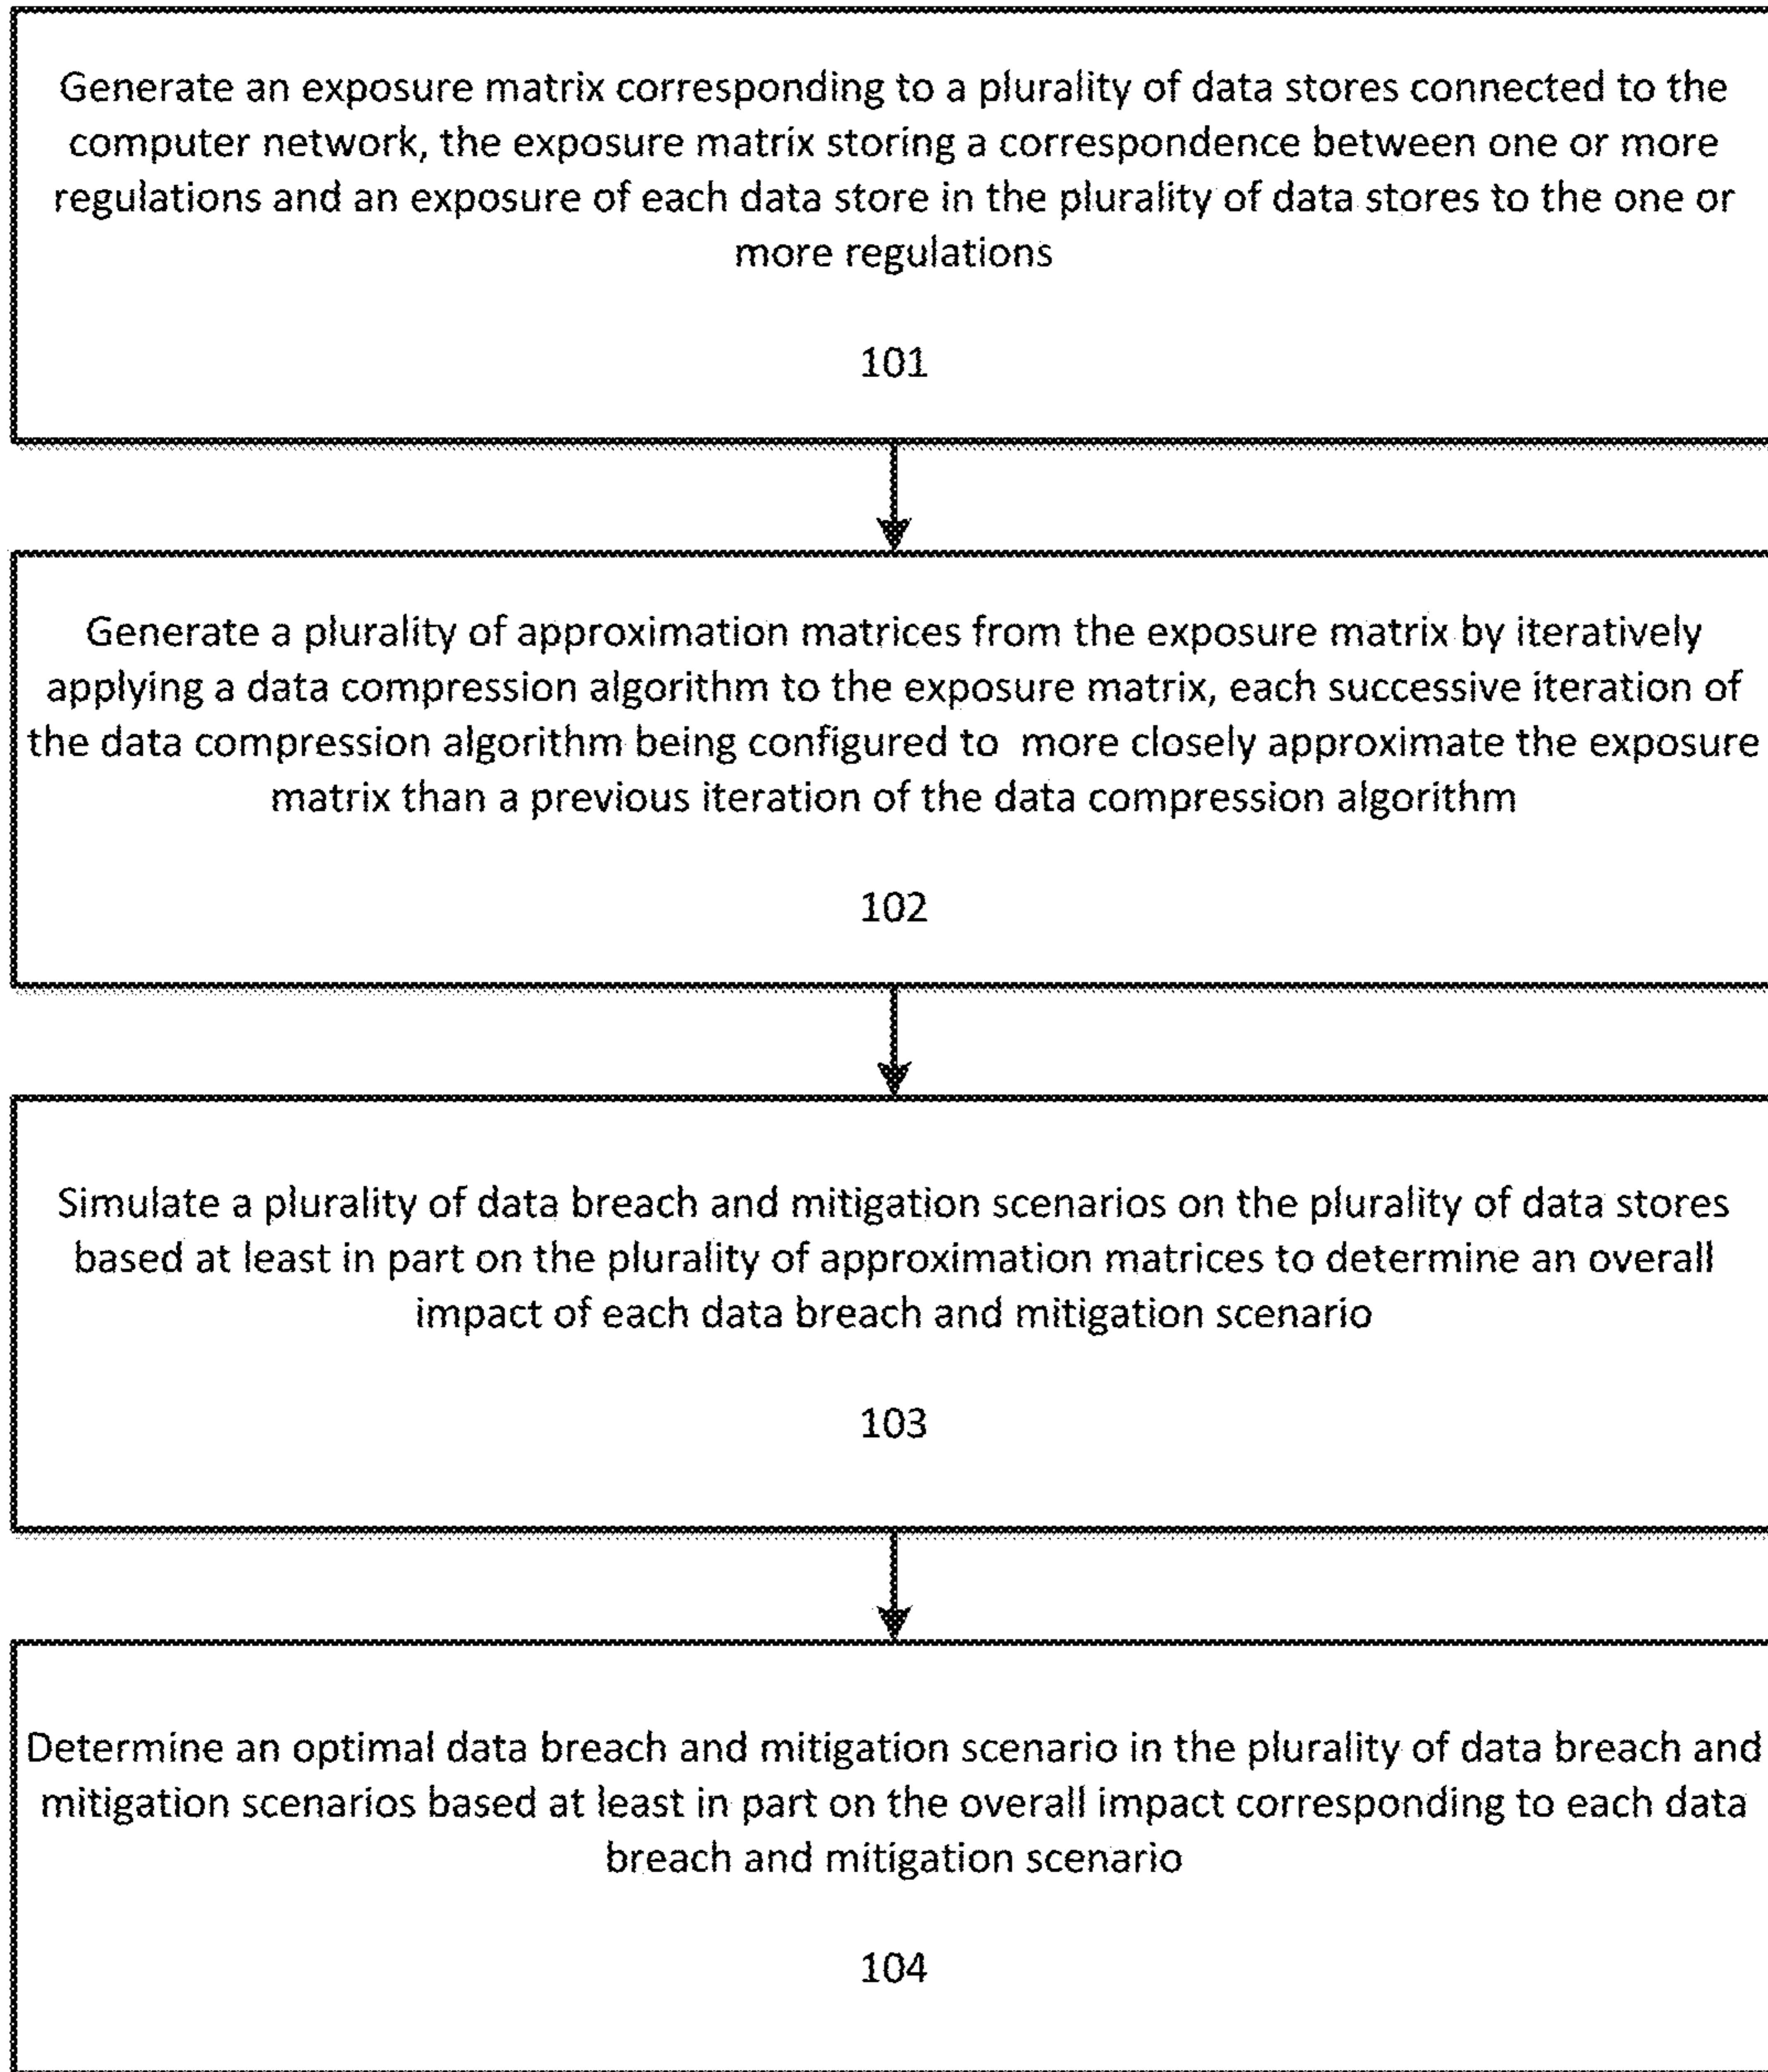 Generate an exposure matrix corresponding to a plurality of data stores connected to the
computer network, the exposure matrix storing a correspondence between one or more
regulations and an exposure of each data store in the plurality of data stores to the one or
more regulations
101
Generate a plurality of approximation matrices from the exposure matrix by iteratively
applying a data compression algorithm to the exposure matrix, each successive iteration of
the data compression algorithm being configured to more closely approximate the exposure
matrix than a previous iteration of the data compression algorithm
102
Simulate a plurality of data breach and mitigation scenarios on the plurality of data stores
based at least in part on the plurality of approximation matrices to determine an overall
impact of each data breach and mitigation scenario
103
Determine an optimal data breach and mitigation scenario in the plurality of data breach and
mitigation scenarios based at least in part on the overall impact corresponding to each data
breach and mitigation scenario
104